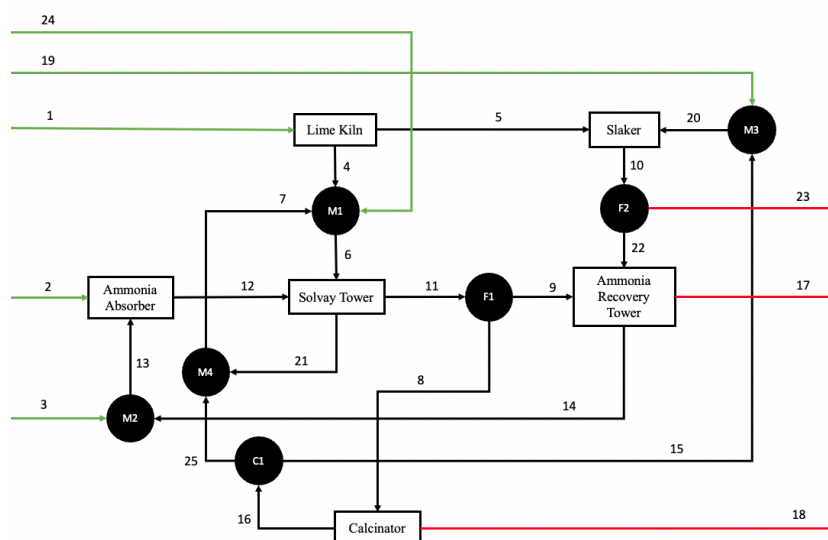 24
19
1
Lime Kiln
5
Slaker
20
M3
4
10
7
M1
F2
23
6
22
2
Ammonia
Absorber
12
Solvay Tower
11
F1
9
Ammonia
Recovery
Tower
17
13
M4
21
8
3
M2
14
25
C1
15
16
Calcinator
18